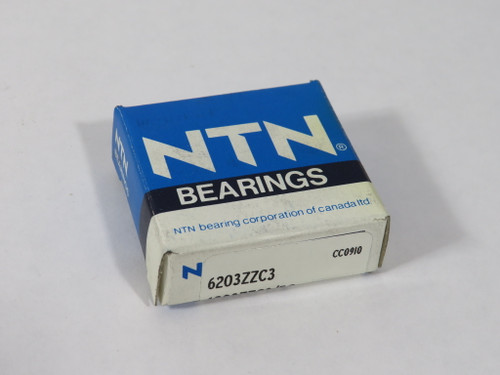 NTN®
BEARINGS
NTN bearing corporation of canada ltd.
N 6203ZZC3 CC0910